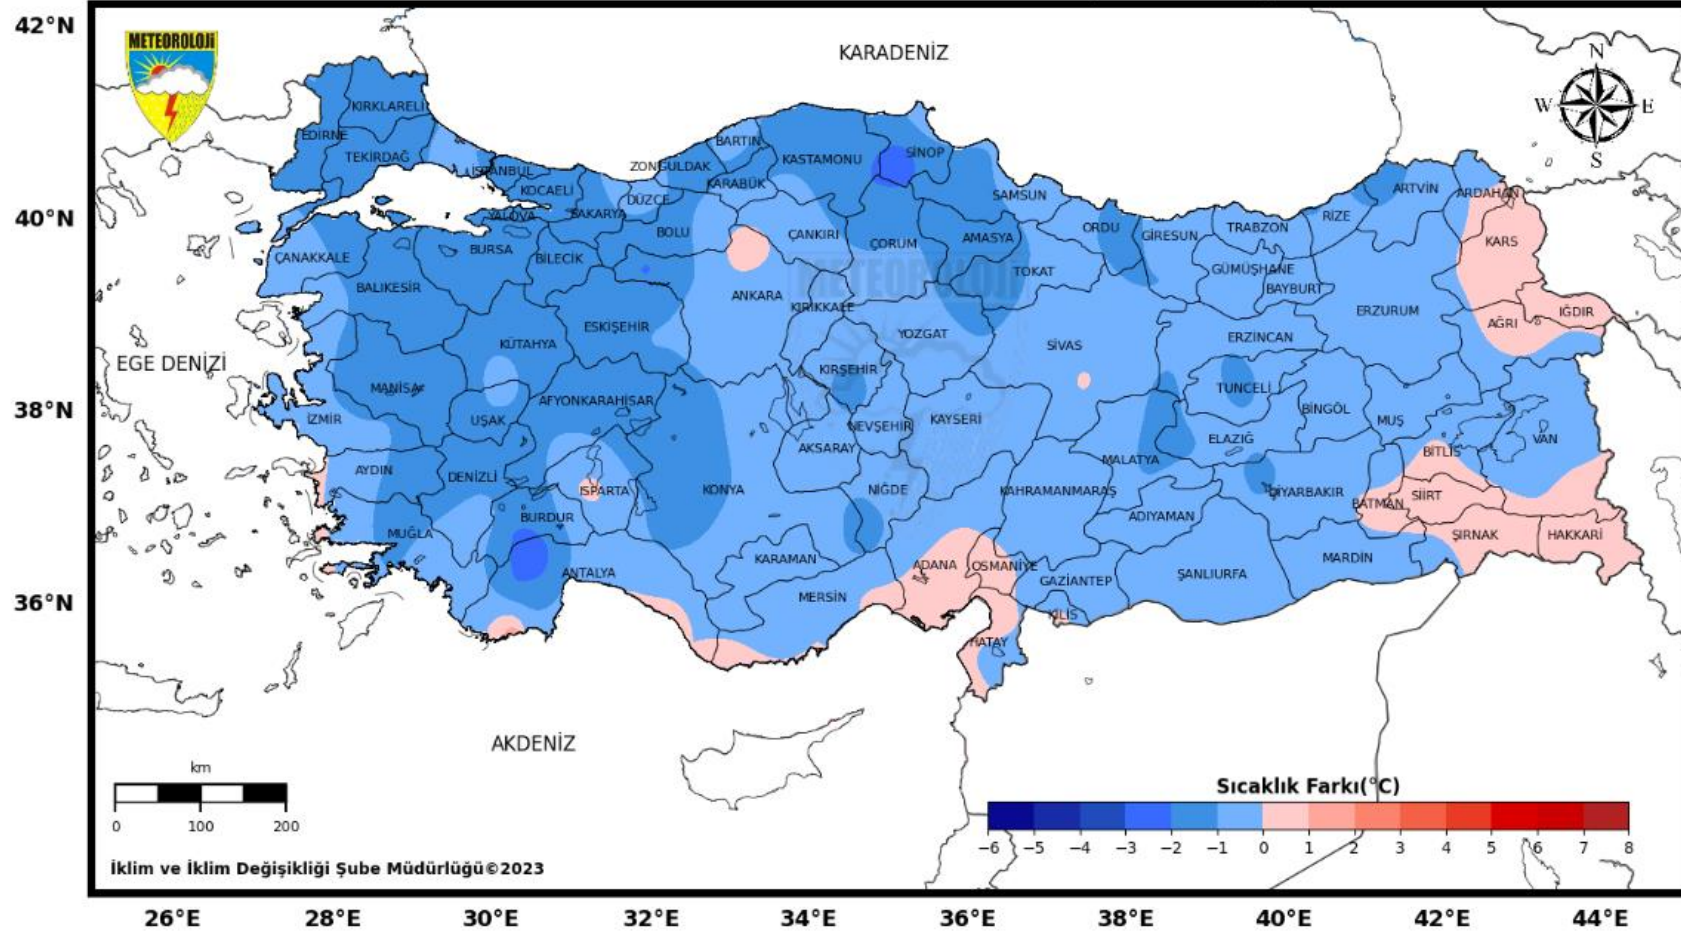 42°N
METEOROLOJİ
KARADENİZ
N
W E
S
KIRKLARELİ
EDİRNE
TEKİRDAĞ
İSTANBUL
KOCAELİ
YALOVA
SAKARYA
DÜZCE
ZONGULDAK
BARTIN
KARABÜK
KASTAMONU
SİNOP
SAMSUN
ARTVİN
ARDAHAN
40°N
ÇANAKKALE
BURSA
BİLECİK
BOLU
ÇANKIRI
ÇORUM
AMASYA
ORDU
GİRESUN
TRABZON
RİZE
KARS
BALIKESİR
ANKARA
METEOROLOJİ
TOKAT
GÜMÜŞHANE
BAYBURT
KIRIKKALE
ERZURUM
AĞRI
IĞDIR
EGE DENİZİ
KÜTAHYA
ESKİŞEHİR
YOZGAT
SİVAS
ERZİNCAN
MANİSA
KIRŞEHİR
TUNCELİ
38°N
İZMİR
UŞAK
AFYONKARAHİSAR
NEVŞEHİR
KAYSERİ
BİNGÖL
MUŞ
AKSARAY
MALATYA
ELAZIĞ
BİTLİS
VAN
AYDIN
DENİZLİ
ISPARTA
KONYA
NİĞDE
KAHRAMANMARAŞ
DİYARBAKIR
BATMAN
SİİRT
BURDUR
ADIYAMAN
MUĞLA
ŞIRNAK
HAKKARİ
ANTALYA
KARAMAN
ADANA
OSMANİYE
GAZİANTEP
ŞANLIURFA
MARDİN
36°N
MERSİN
KİLİS
HATAY
AKDENİZ
km
0 100 200
Sıcaklık Farkı(°C)
−6 −5 −4 −3 −2 −1 0 1 2 3 4 5 6 7 8
İklim ve İklim Değişikliği Şube Müdürlüğü©2023
26°E 28°E 30°E 32°E 34°E 36°E 38°E 40°E 42°E 44°E